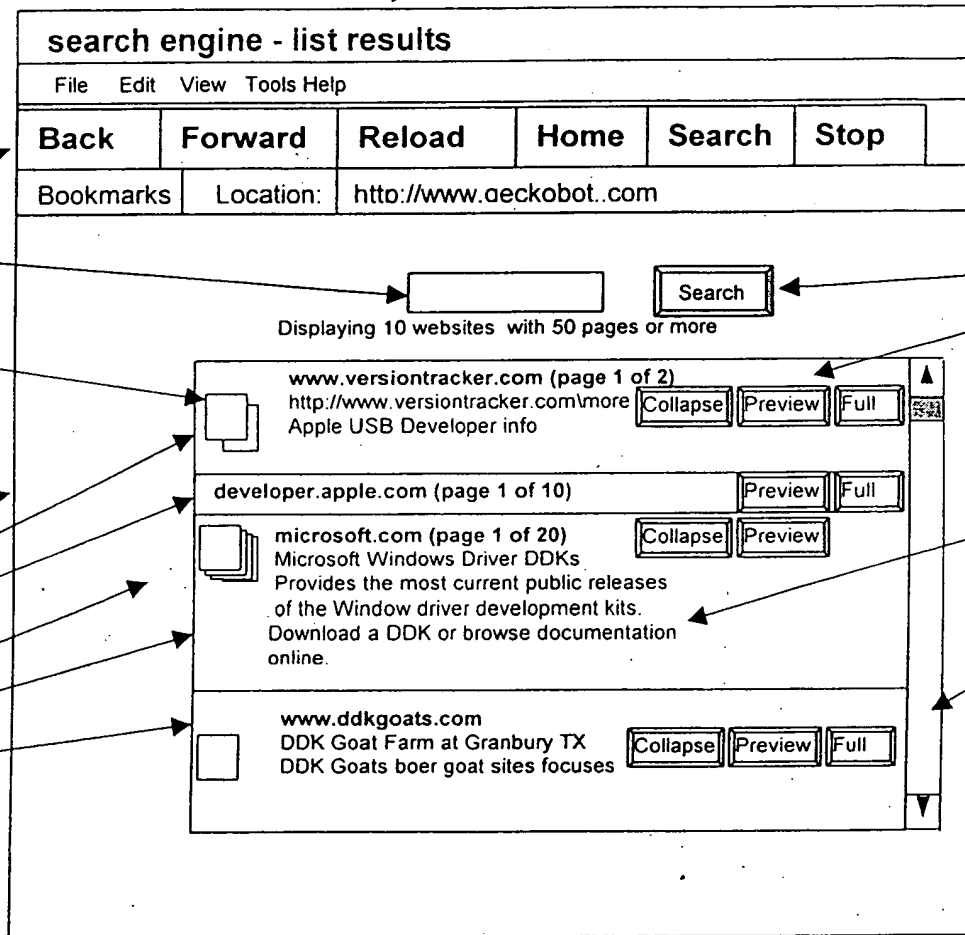 search engine - list results
File Edit View Tools Help
Back Forward Reload Home Search Stop
Bookmarks Location: http://www.geckobot..com
Search
Displaying 10 websites with 50 pages or more
www.versiontracker.com (page 1 of 2)
http://www.versiontracker.com\more Collapse Preview Full
Apple USB Developer info
developer.apple.com (page 1 of 10) Preview Full
microsoft.com (page 1 of 20) Collapse Preview
Microsoft Windows Driver DDKs
Provides the most current public releases
of the Window driver development kits.
Download a DDK or browse documentation
online.
www.ddkgoats.com
DDK Goat Farm at Granbury TX Collapse Preview Full
DDK Goats boer goat sites focuses